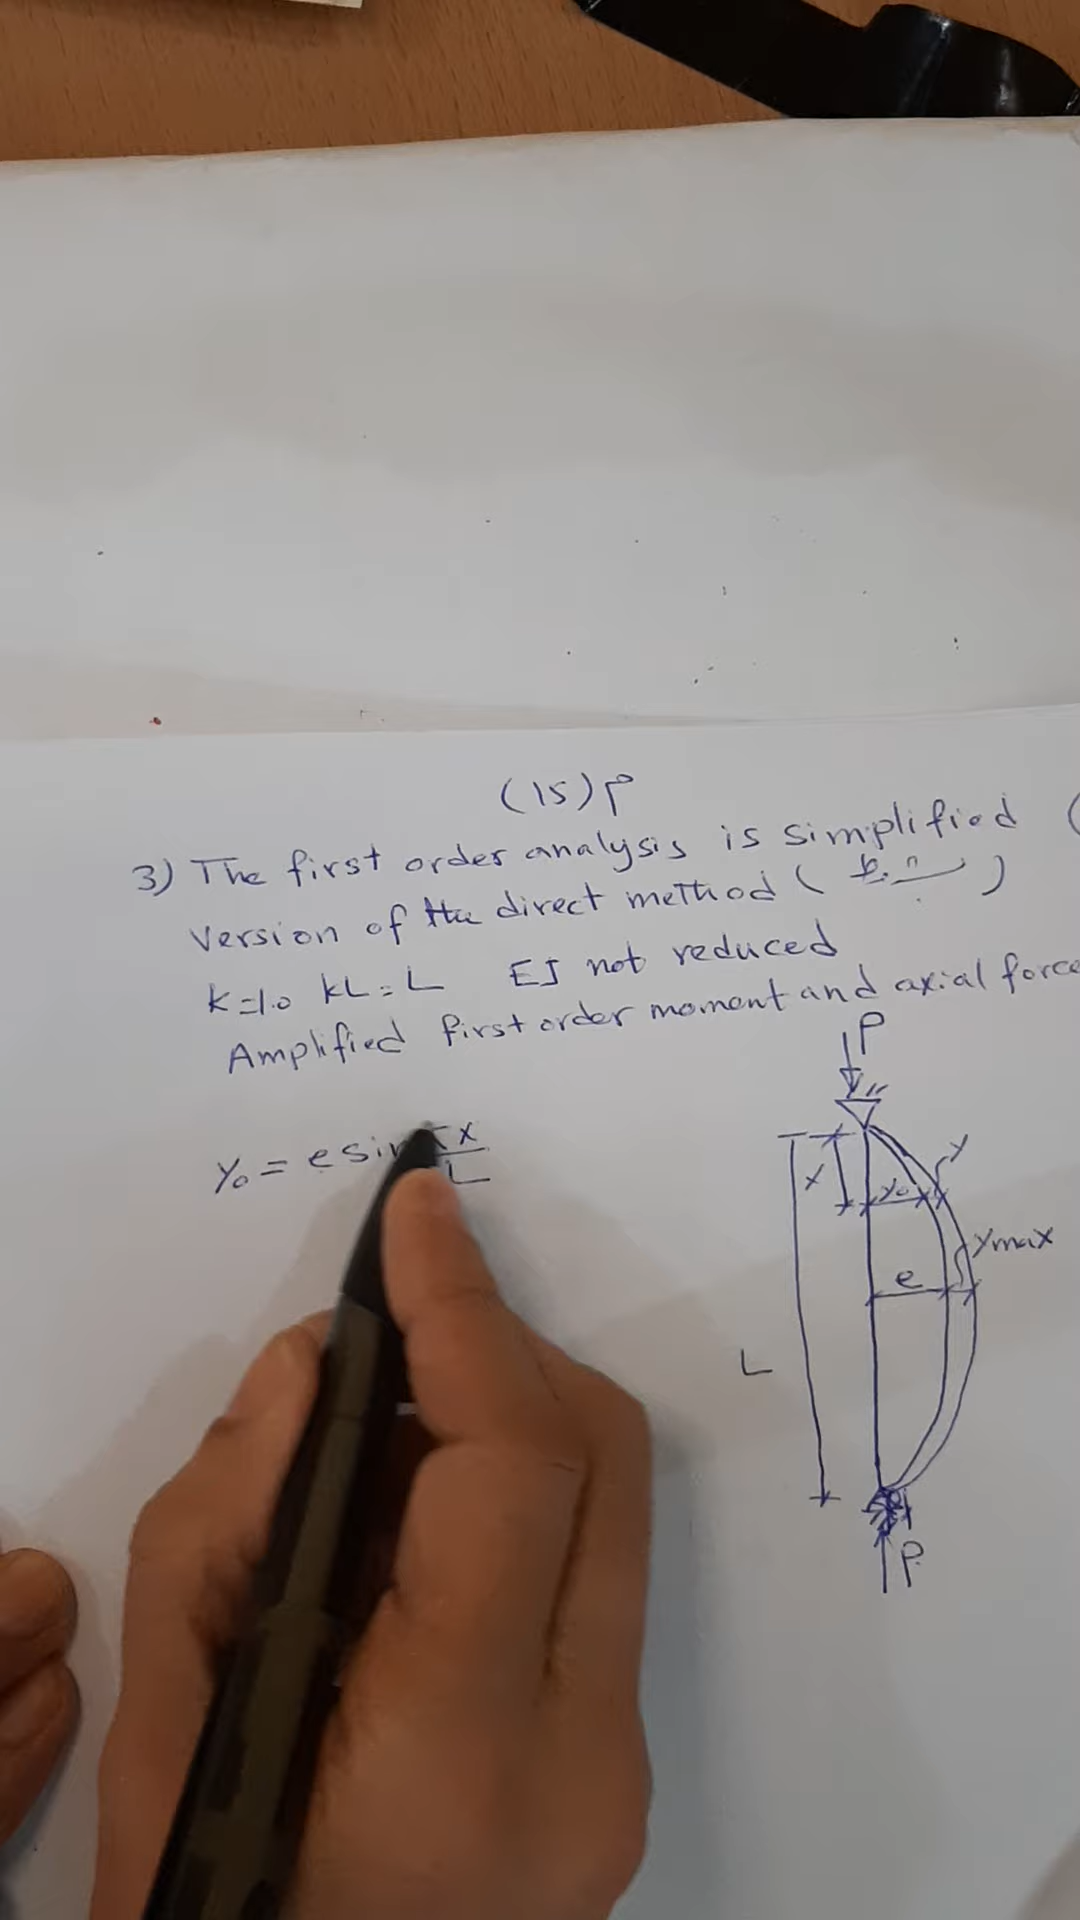 (15)م
3) The first order analysis is simplified (
version of the direct method ( )
k=1.0 kL=L EI not reduced
Amplified first order moment and axial force
P
y₀ = e sin πx/L
x
y₀
y
ymax
e
L
P